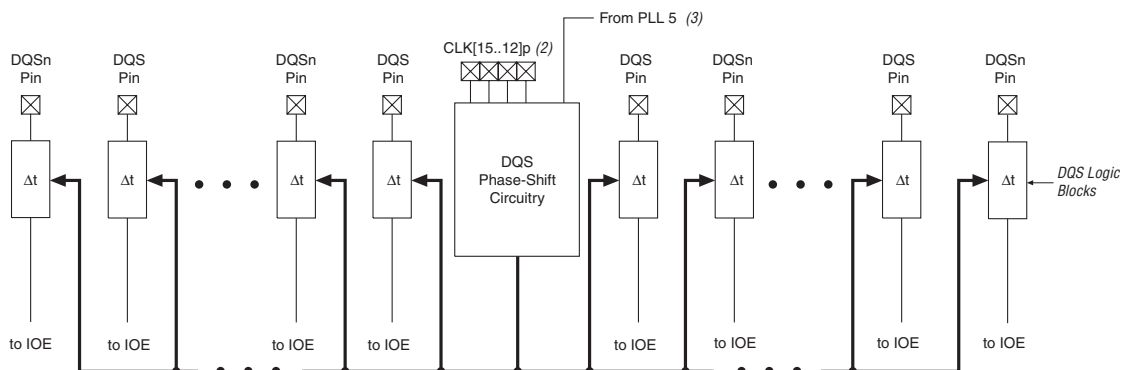 From PLL 5 (3)
CLK[15..12]p (2)
DQSn
Pin
DQS
Pin
DQSn
Pin
DQS
Pin
DQS
Pin
DQSn
Pin
DQS
Pin
DQSn
Pin
Δt
Δt
Δt
Δt
DQS
Phase-Shift
Circuitry
Δt
Δt
Δt
Δt
DQS Logic
Blocks
to IOE
to IOE
to IOE
to IOE
to IOE
to IOE
to IOE
to IOE